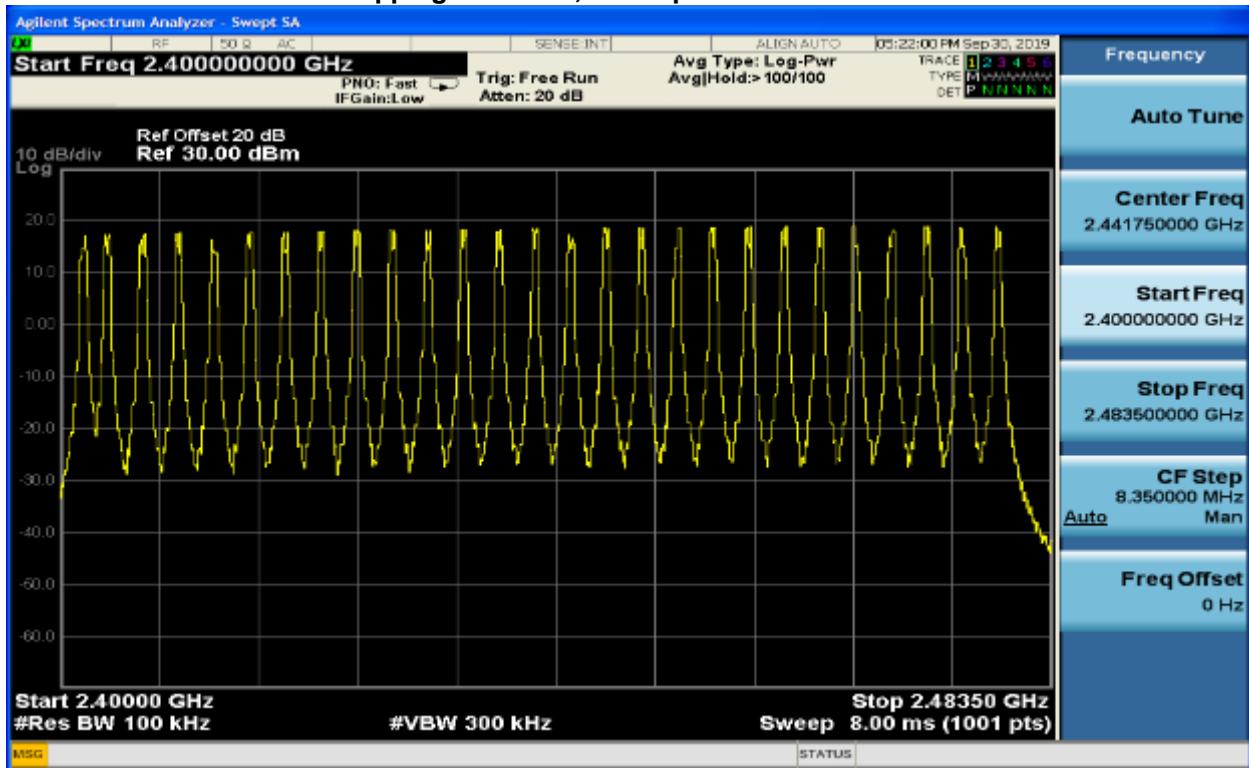 Agilent Spectrum Analyzer - Swept SA
RF 50 Ω AC SENSE:INT ALIGN AUTO 05:22:00 PM Sep 30, 2019
Start Freq 2.400000000 GHz
PNO: Fast
IFGain:Low
Trig: Free Run
Atten: 20 dB
Avg Type: Log-Pwr
Avg|Hold:> 100/100
TRACE 1 2 3 4 5 6
TYPE M
DET P N N N N N
Ref Offset 20 dB
10 dB/div Ref 30.00 dBm
Log
20.0
10.0
0.00
-10.0
-20.0
-30.0
-40.0
-50.0
-60.0
Start 2.40000 GHz Stop 2.48350 GHz
#Res BW 100 kHz #VBW 300 kHz Sweep 8.00 ms (1001 pts)
MSG STATUS
Frequency
Auto Tune
Center Freq
2.441750000 GHz
Start Freq
2.400000000 GHz
Stop Freq
2.483500000 GHz
CF Step
8.350000 MHz
Auto Man
Freq Offset
0 Hz